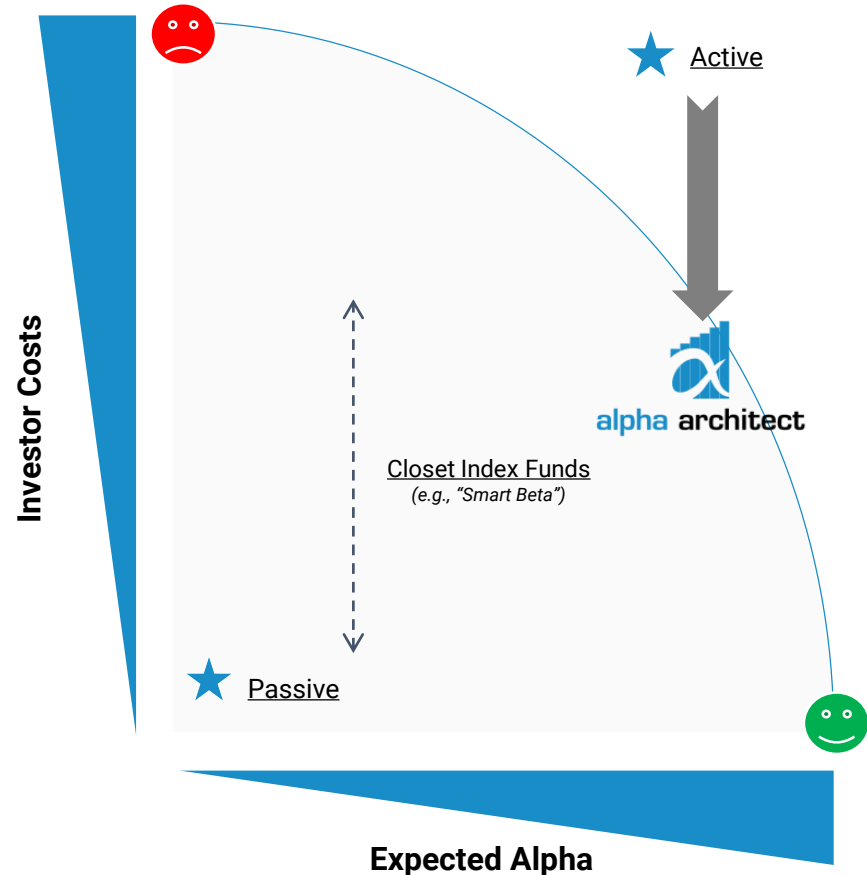 Active
Investor Costs
alpha architect
Closet Index Funds
(e.g., “Smart Beta”)
Passive
Expected Alpha